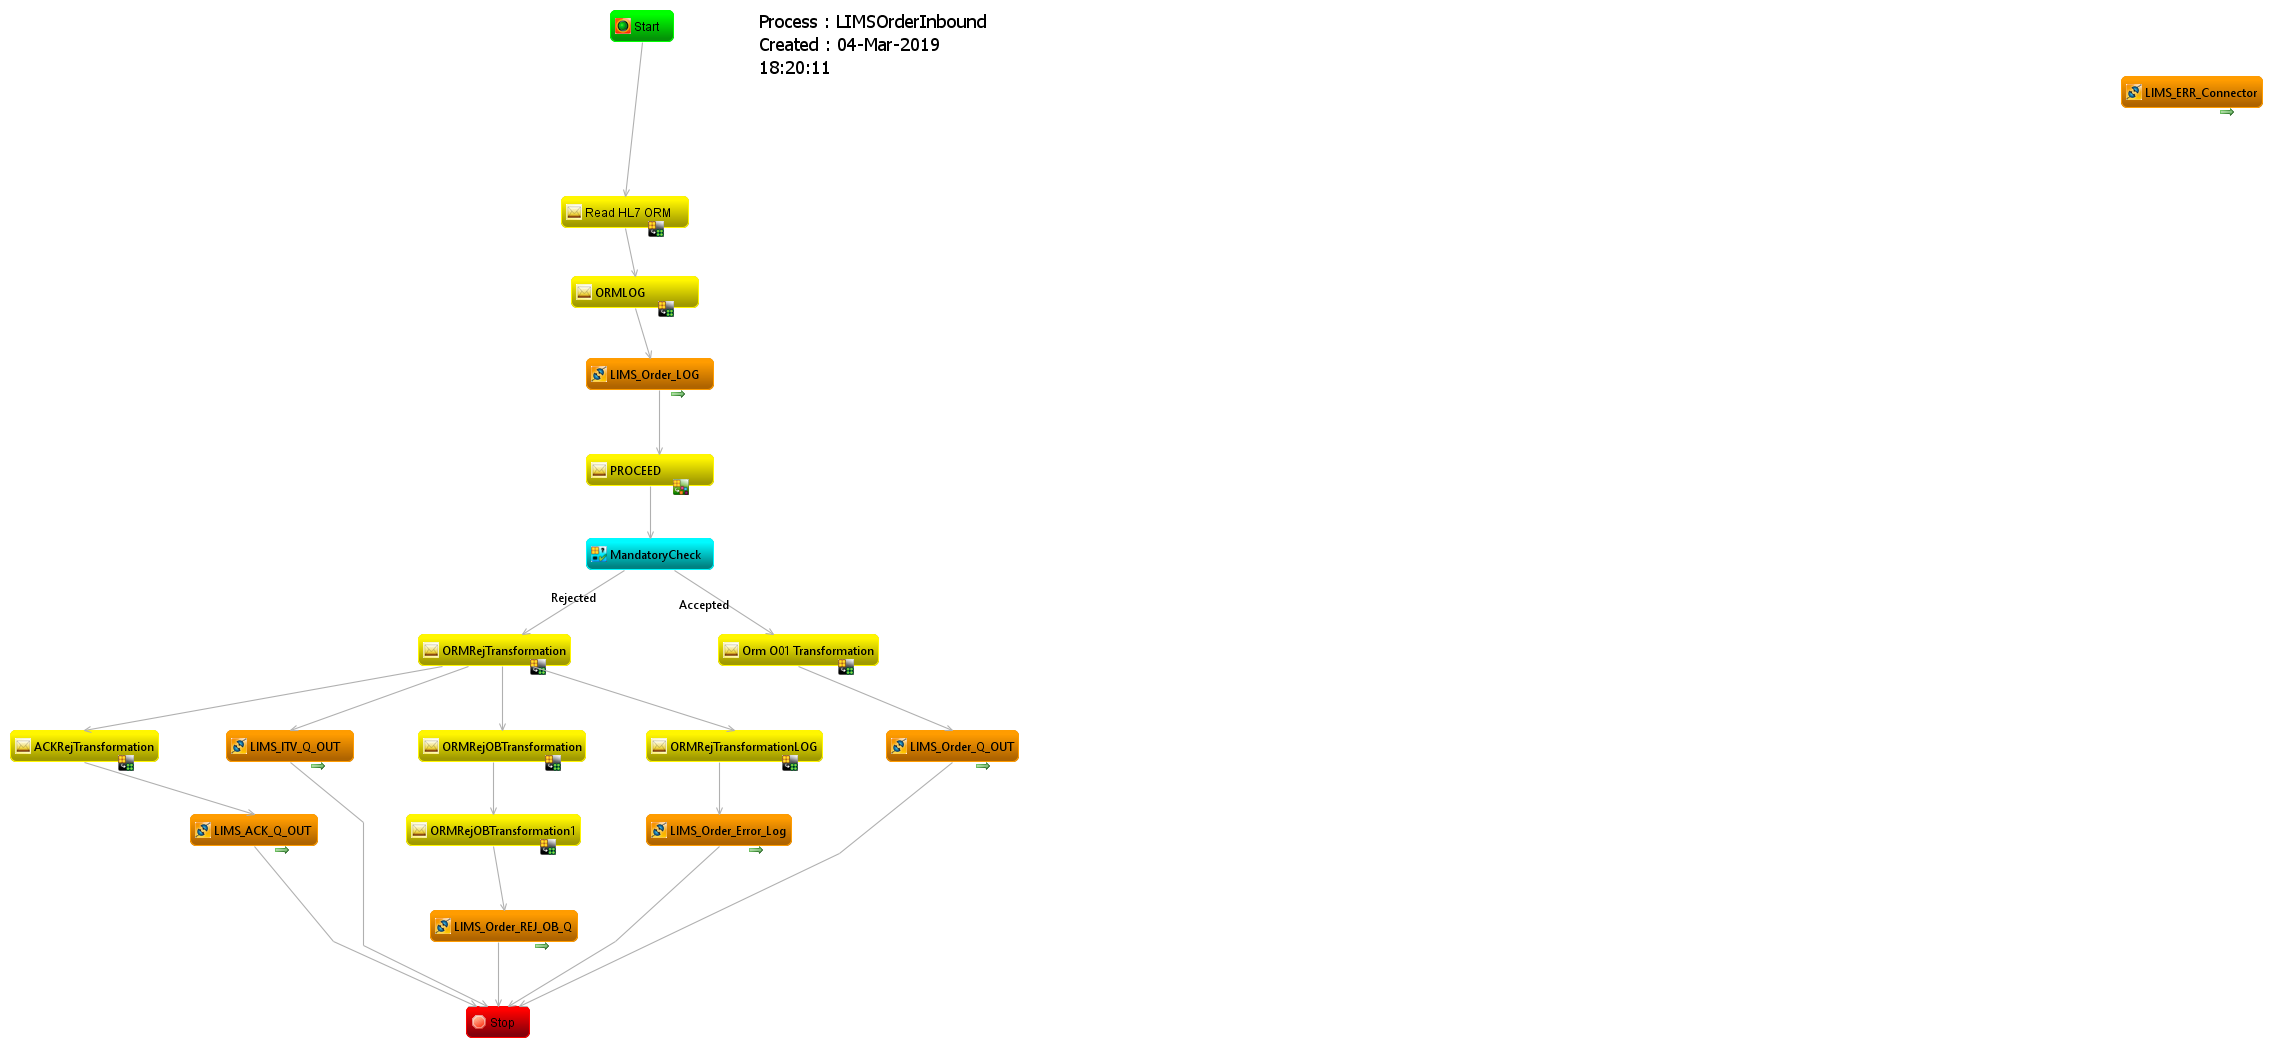 Start
Process : LIMSOrderInbound
Created : 04-Mar-2019
18:20:11
LIMS_ERR_Connector
Read HL7 ORM
ORMLOG
LIMS_Order_LOG
PROCEED
MandatoryCheck
Rejected
Accepted
ORMRejTransformation
Orm O01 Transformation
ACKRejTransformation
LIMS_ITV_Q_OUT
ORMRejOBTransformation
ORMRejTransformationLOG
LIMS_Order_Q_OUT
LIMS_ACK_Q_OUT
ORMRejOBTransformation1
LIMS_Order_Error_Log
LIMS_Order_REJ_OB_Q
Stop